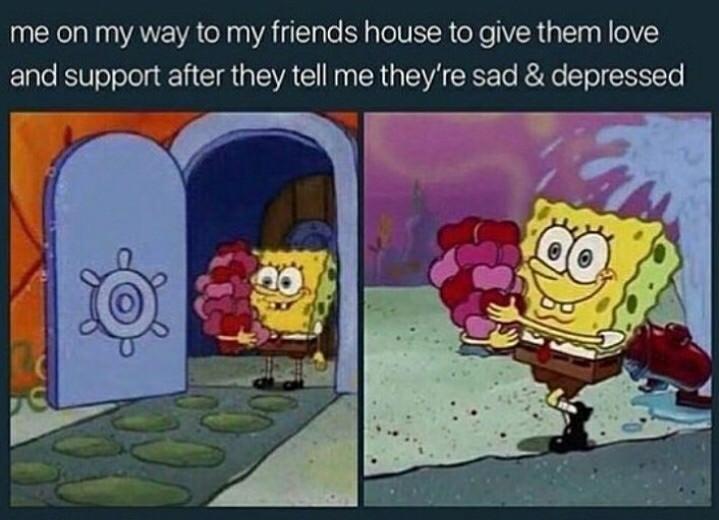 me on my way to my friends house to give them love
and support after they tell me they're sad & depressed